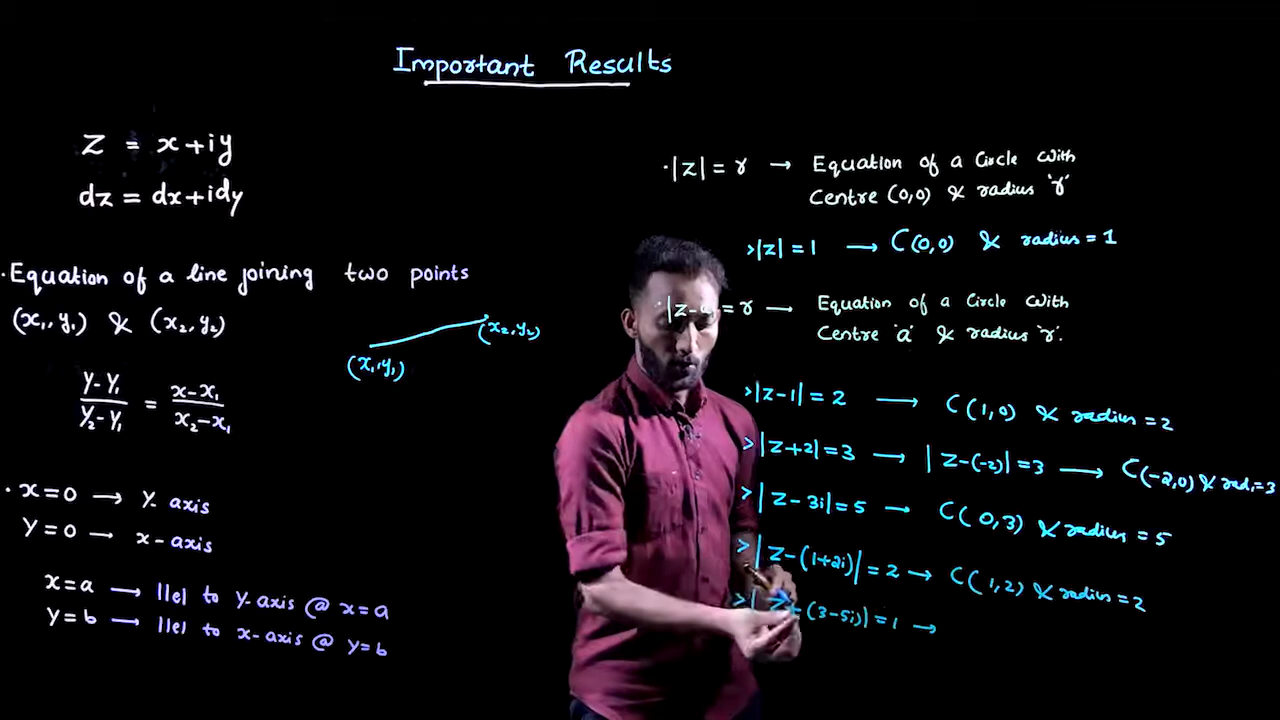 Important Results
z = x+iy
dz = dx+idy
·Equation of a line joining two points
(x₁,y₁) & (x₂,y₂)
(x₁,y₁)
(x₂,y₂)
y-y₁ / y₂-y₁ = x-x₁ / x₂-x₁
· x=0 → y-axis
y=0 → x-axis
x=a → llel to y-axis @ x=a
y=b → llel to x-axis @ y=b
·|z| = r → Equation of a Circle with
Centre (0,0) & radius 'r'
>|z| = 1 → C(0,0) & radius = 1
·|z-a| = r → Equation of a Circle with
Centre 'a' & radius 'r'.
>|z-1| = 2 → C(1,0) & radius = 2
>|z+2| = 3 → |z-(-2)| = 3 → C(-2,0) & radi=3
>|z-3i| = 5 → C(0,3) & radius = 5
>|z-(1+2i)| = 2 → C(1,2) & radius = 2
>|z+(3-5i)| = 1 →